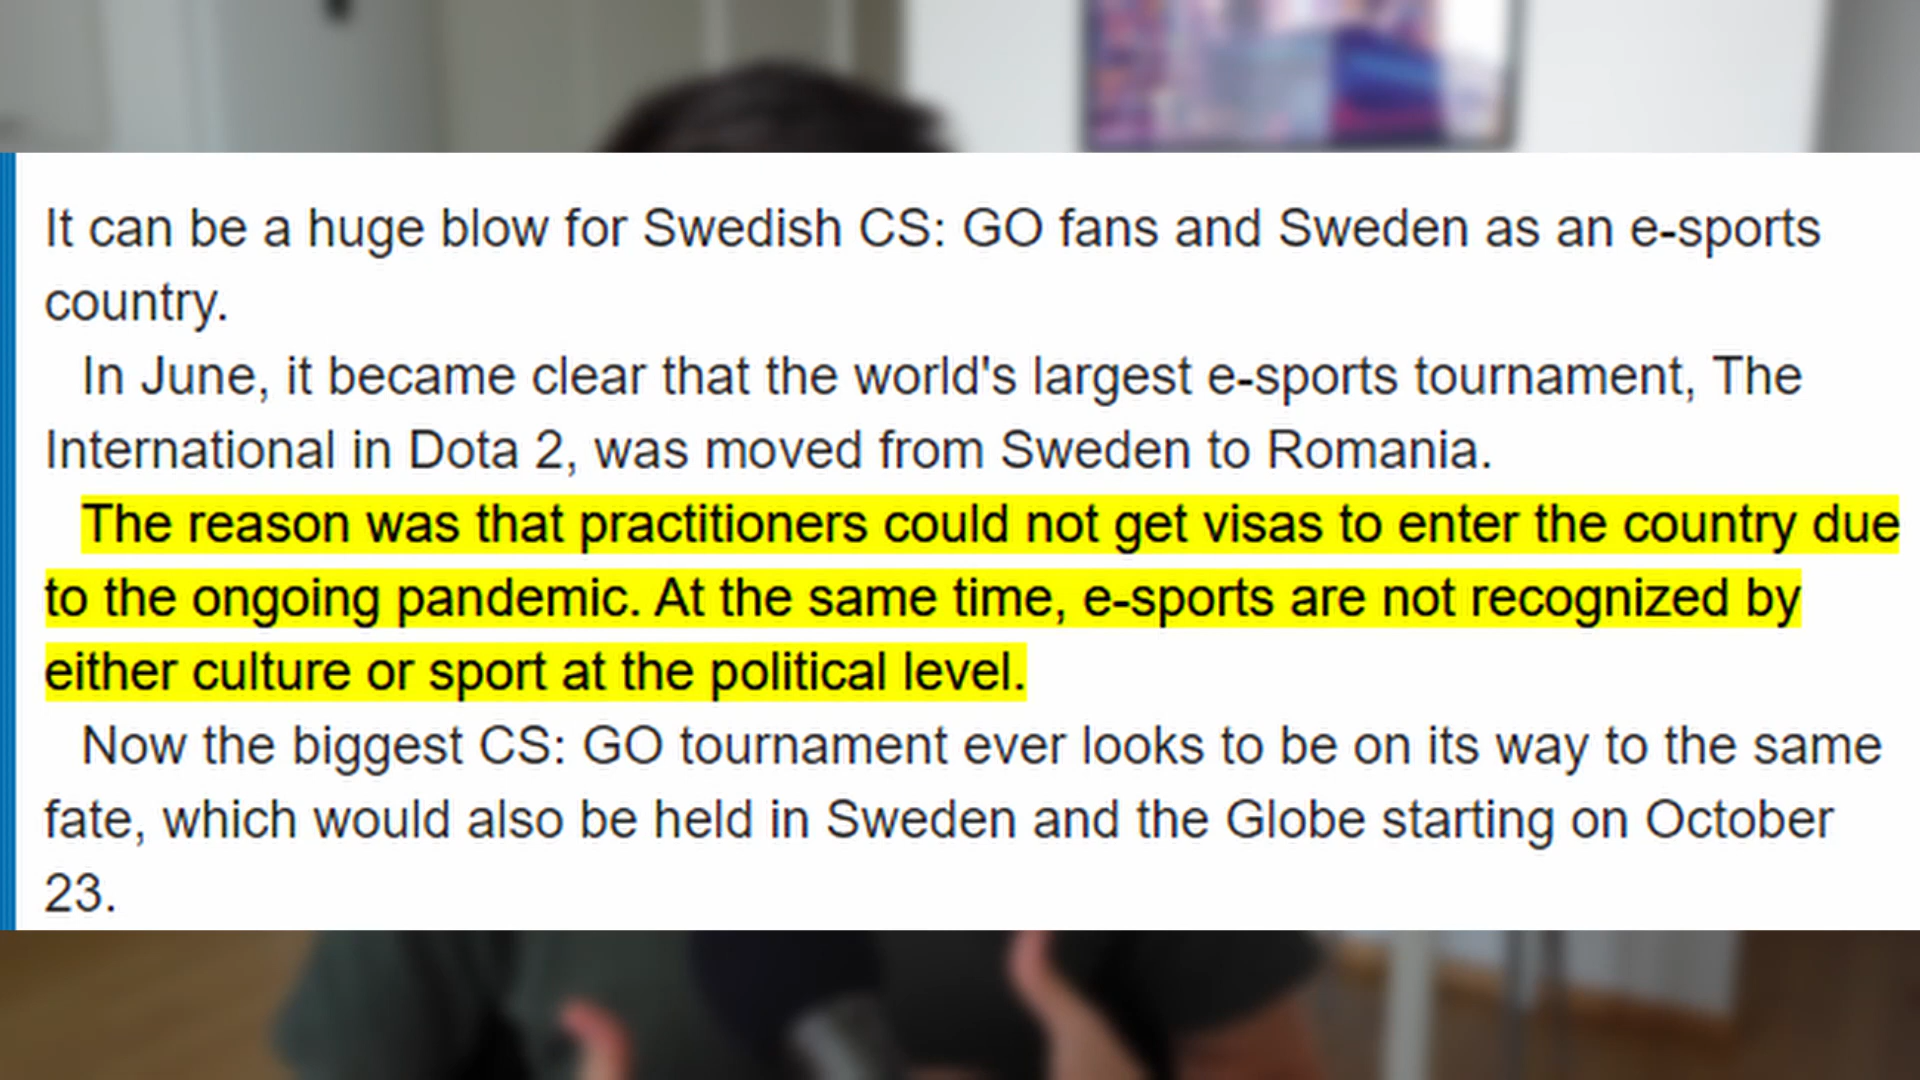 It can be a huge blow for Swedish CS: GO fans and Sweden as an e-sports
country.
In June, it became clear that the world's largest e-sports tournament, The
International in Dota 2, was moved from Sweden to Romania.
The reason was that practitioners could not get visas to enter the country due
to the ongoing pandemic. At the same time, e-sports are not recognized by
either culture or sport at the political level.
Now the biggest CS: GO tournament ever looks to be on its way to the same
fate, which would also be held in Sweden and the Globe starting on October
23.